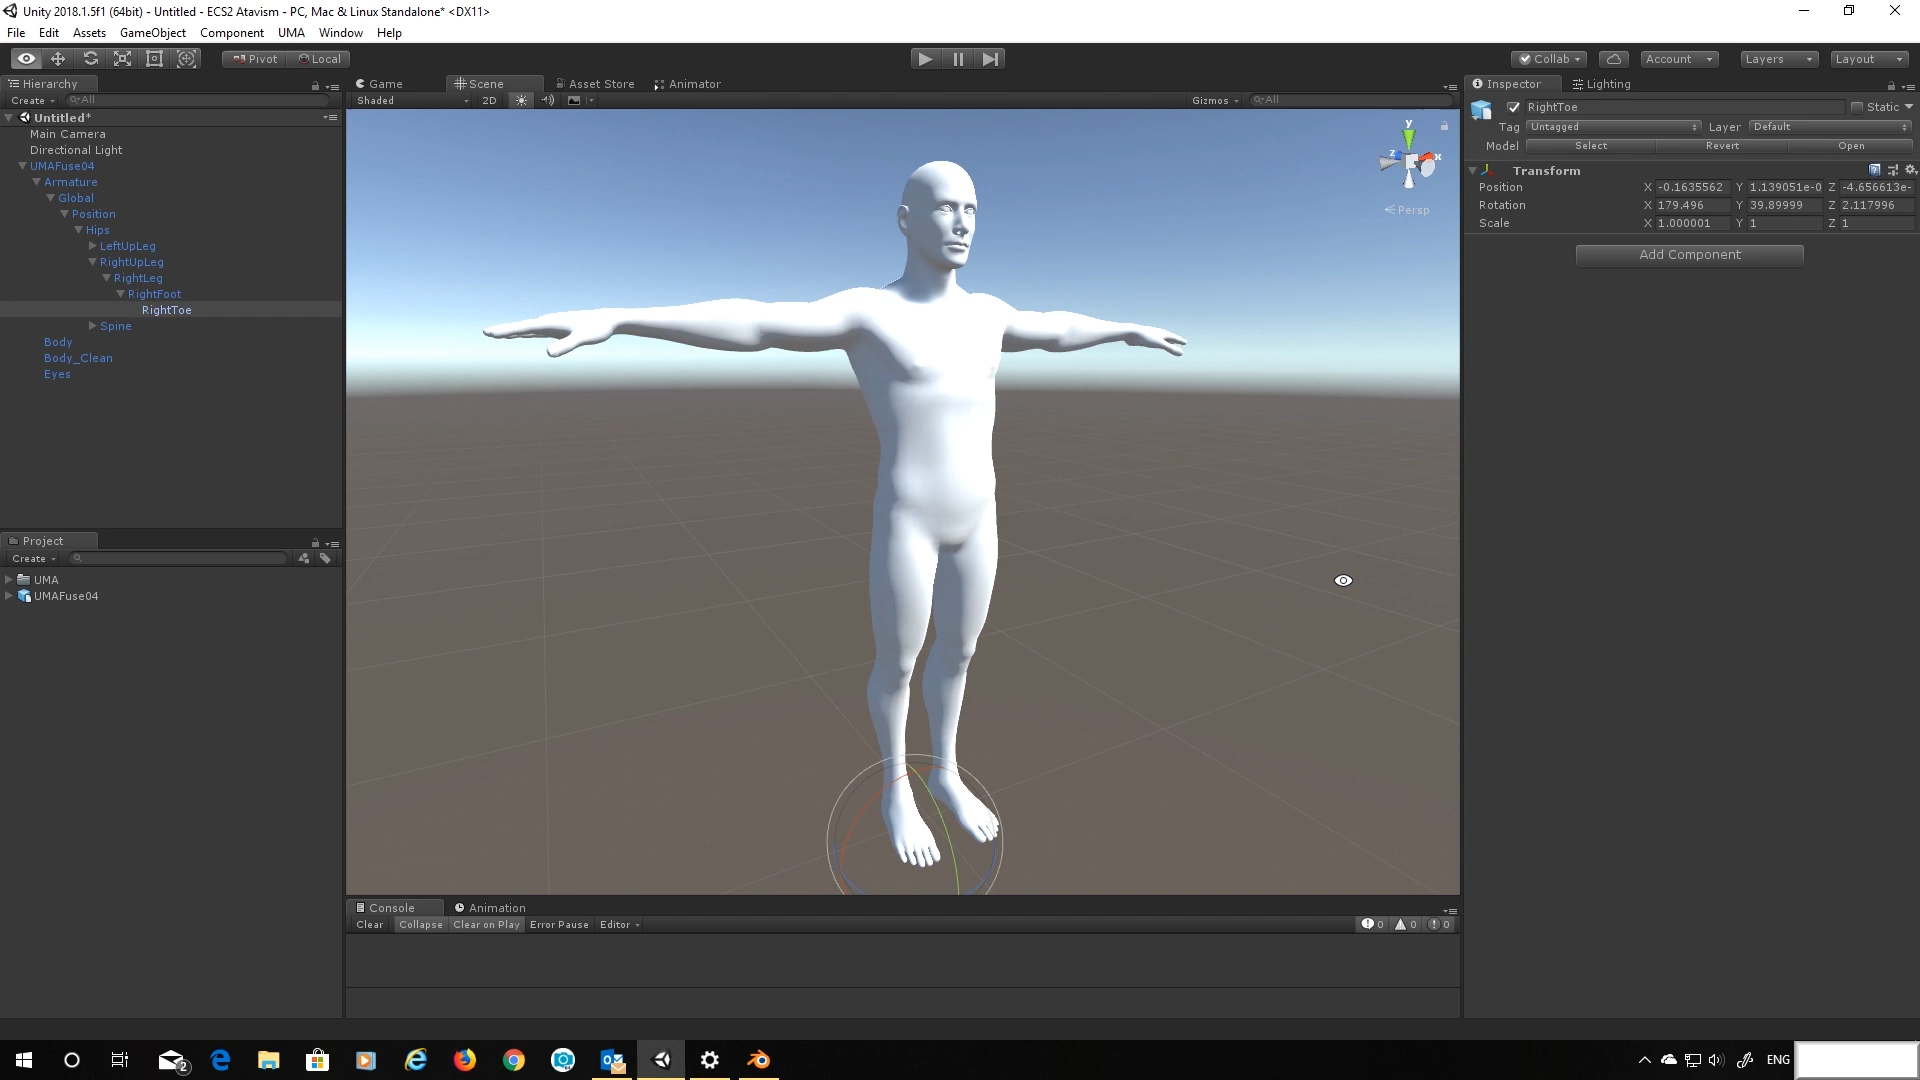 Unity 2018.1.5f1 (64bit) - Untitled - ECS2 Atavism - PC, Mac & Linux Standalone* <DX11>
File Edit Assets GameObject Component UMA Window Help
Pivot Local
Collab Account Layers Layout
Hierarchy
Create All
Untitled*
Main Camera
Directional Light
UMAFuse04
Armature
Global
Position
Hips
LeftUpLeg
RightUpLeg
RightLeg
RightFoot
RightToe
Spine
Body
Body_Clean
Eyes
Project
Create
UMA
UMAFuse04
Game Scene Asset Store Animator
Shaded 2D Gizmos All
y
z x
Persp
Console Animation
Clear Collapse Clear on Play Error Pause Editor 0 0 0
Inspector Lighting
RightToe Static
Tag Untagged Layer Default
Model Select Revert Open
Transform
Position X -0.1635562 Y 1.139051e-0 Z -4.656613e-
Rotation X 179.496 Y 39.89999 Z 2.117996
Scale X 1.000001 Y 1 Z 1
Add Component
2 ENG